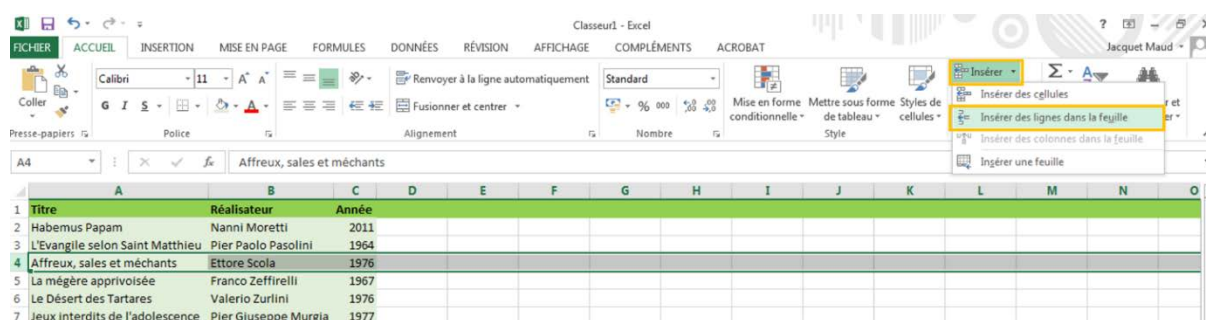 Classeur1 - Excel
FICHIER ACCUEIL INSERTION MISE EN PAGE FORMULES DONNÉES RÉVISION AFFICHAGE COMPLÉMENTS ACROBAT Jacquet Maud
Coller
Calibri 11
G I S
Renvoyer à la ligne automatiquement
Fusionner et centrer
Standard
% 000
Mise en forme conditionnelle
Mettre sous forme de tableau
Styles de cellules
Insérer
Insérer des cellules
Insérer des lignes dans la feuille
Insérer des colonnes dans la feuille
Insérer une feuille
Presse-papiers Police Alignement Nombre Style
A4 fx Affreux, sales et méchants
A B C D E F G H I J K L M N O
1 Titre Réalisateur Année
2 Habemus Papam Nanni Moretti 2011
3 L'Evangile selon Saint Matthieu Pier Paolo Pasolini 1964
4 Affreux, sales et méchants Ettore Scola 1976
5 La mégère apprivoisée Franco Zeffirelli 1967
6 Le Désert des Tartares Valerio Zurlini 1976
7 Jeux interdits de l'adolescence Pier Giuseppe Murgia 1977